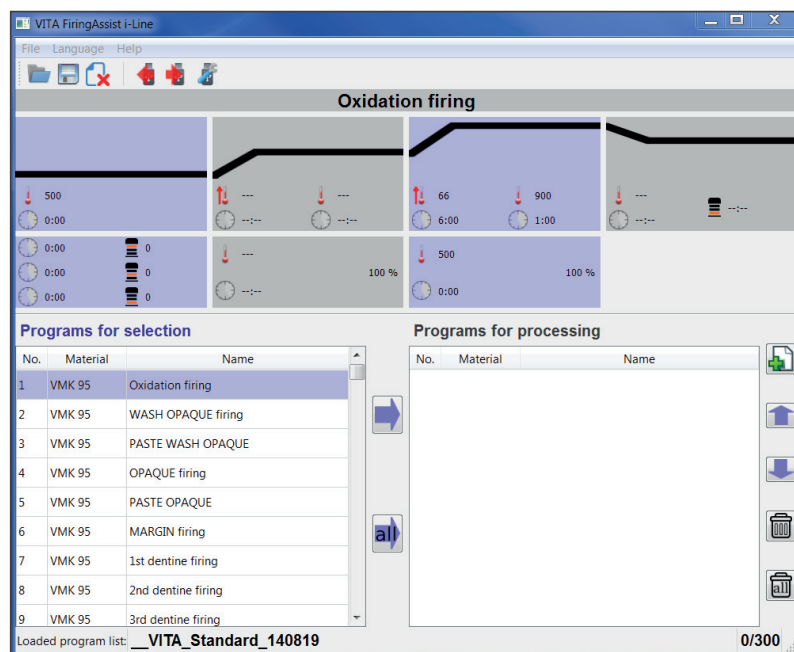 VITA FiringAssist i-Line
File Language Help
Oxidation firing
500
0:00
--- ---
--:-- --:--
66 900
6:00 1:00
---
--:-- --:--
0:00 0
0:00 0
0:00 0
---
100 %
--:--
500
100 %
0:00
Programs for selection
No. Material Name
1 VMK 95 Oxidation firing
2 VMK 95 WASH OPAQUE firing
3 VMK 95 PASTE WASH OPAQUE
4 VMK 95 OPAQUE firing
5 VMK 95 PASTE OPAQUE
6 VMK 95 MARGIN firing
7 VMK 95 1st dentine firing
8 VMK 95 2nd dentine firing
9 VMK 95 3rd dentine firing
all
Programs for processing
No. Material Name
all
Loaded program list: __VITA_Standard_140819
0/300